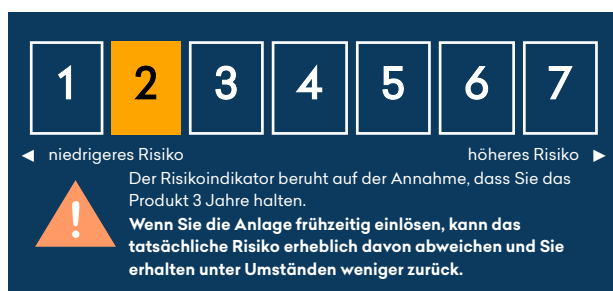 1 2 3 4 5 6 7
◄ niedrigeres Risiko höheres Risiko ►
Der Risikoindikator beruht auf der Annahme, dass Sie das
Produkt 3 Jahre halten.
Wenn Sie die Anlage frühzeitig einlösen, kann das
tatsächliche Risiko erheblich davon abweichen und Sie
erhalten unter Umständen weniger zurück.